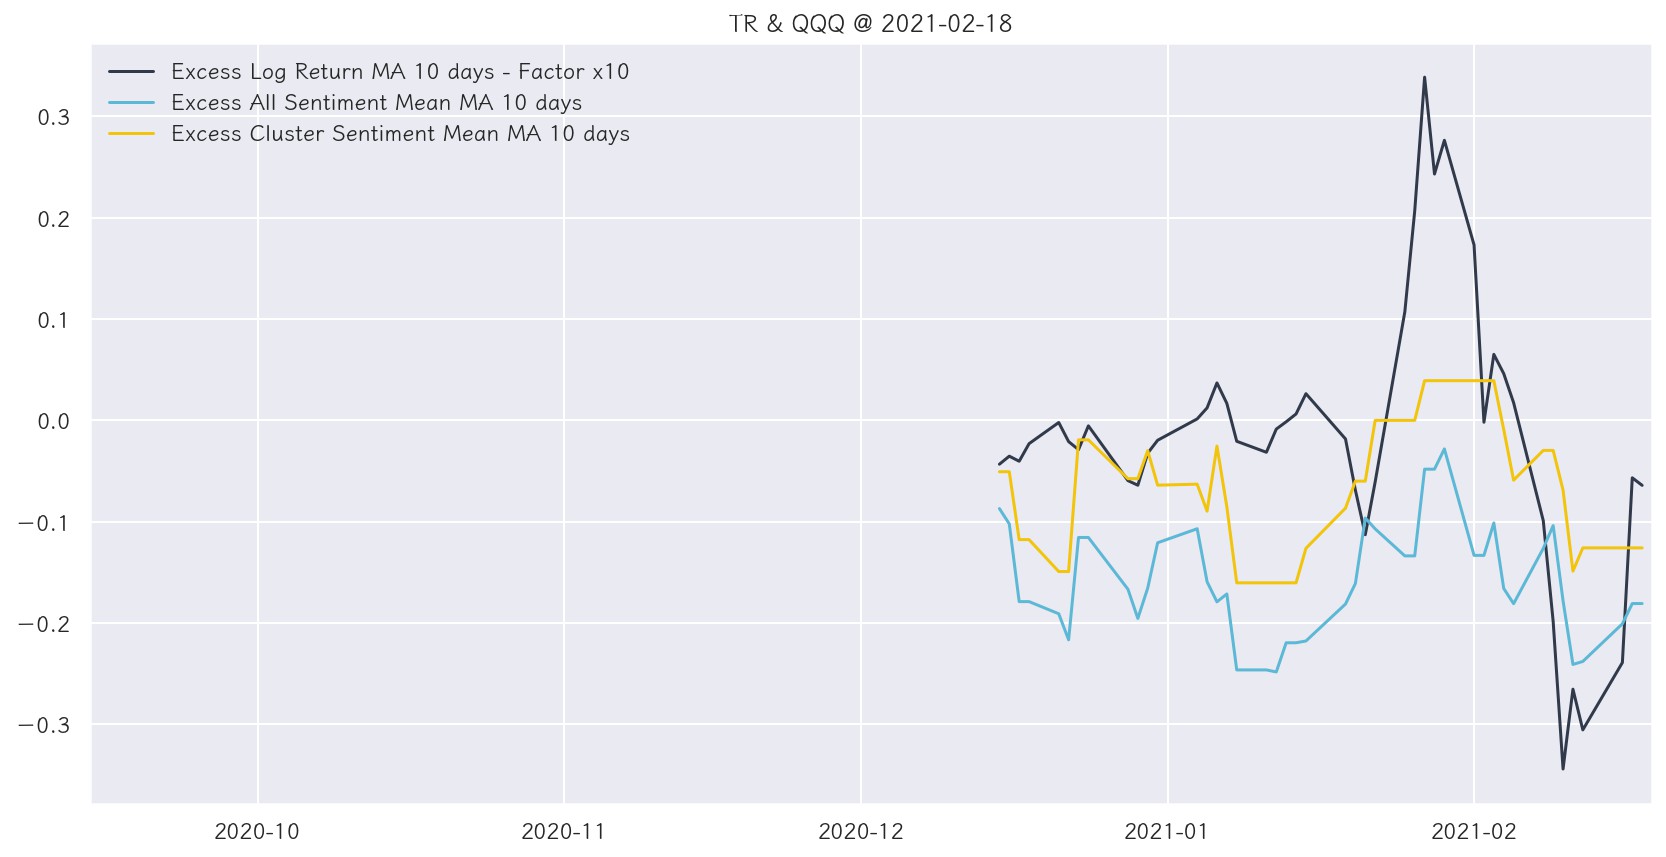 TR & QQQ @ 2021-02-18
Excess Log Return MA 10 days - Factor x10
Excess All Sentiment Mean MA 10 days
Excess Cluster Sentiment Mean MA 10 days
0.3
0.2
0.1
0.0
−0.1
−0.2
−0.3
2020-10 2020-11 2020-12 2021-01 2021-02